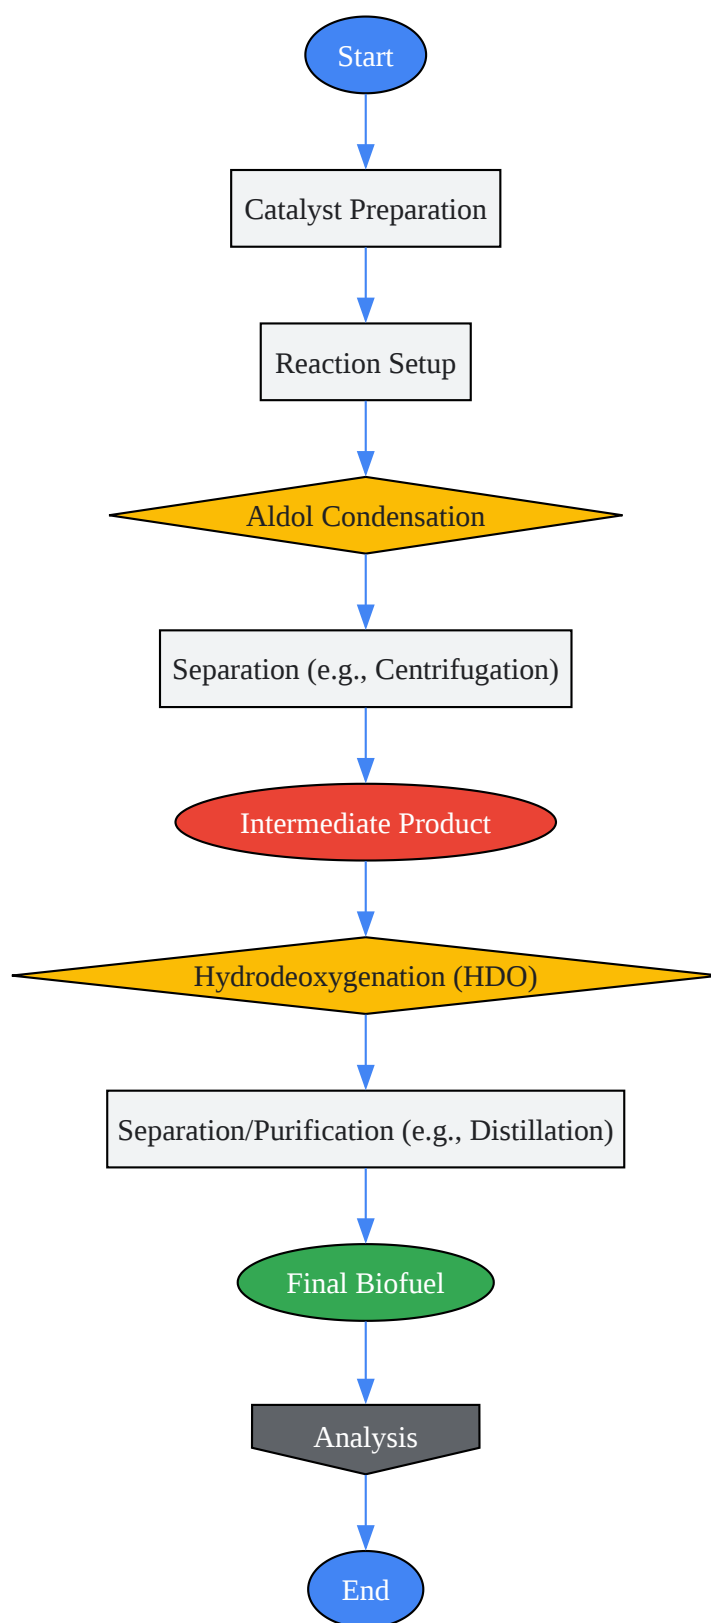 Start
Catalyst Preparation
Reaction Setup
Aldol Condensation
Separation (e.g., Centrifugation)
Intermediate Product
Hydrodeoxygenation (HDO)
Separation/Purification (e.g., Distillation)
Final Biofuel
Analysis
End